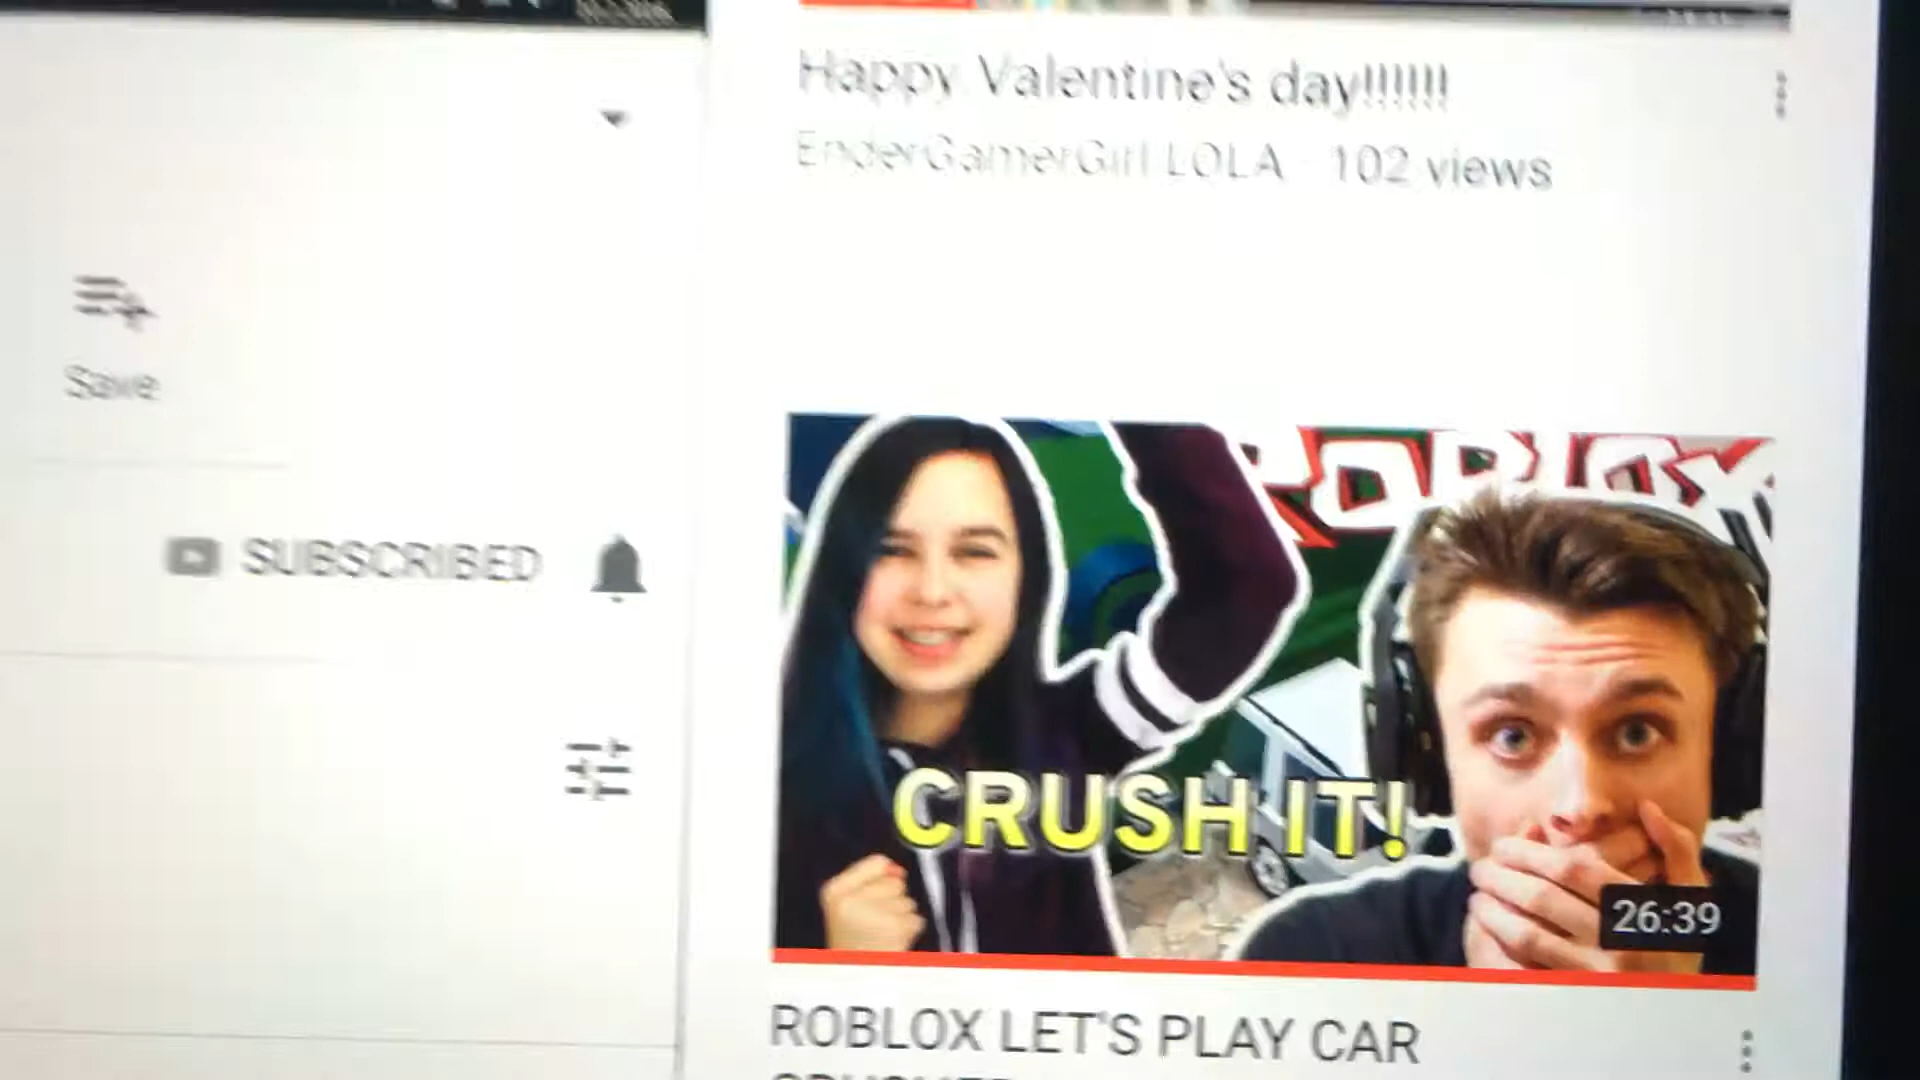 Happy Valentine's day!!!!!!
EnderGamerGirl LOLA · 102 views
Save
SUBSCRIBED
ROBLOX
CRUSH IT!
26:39
ROBLOX LET'S PLAY CAR